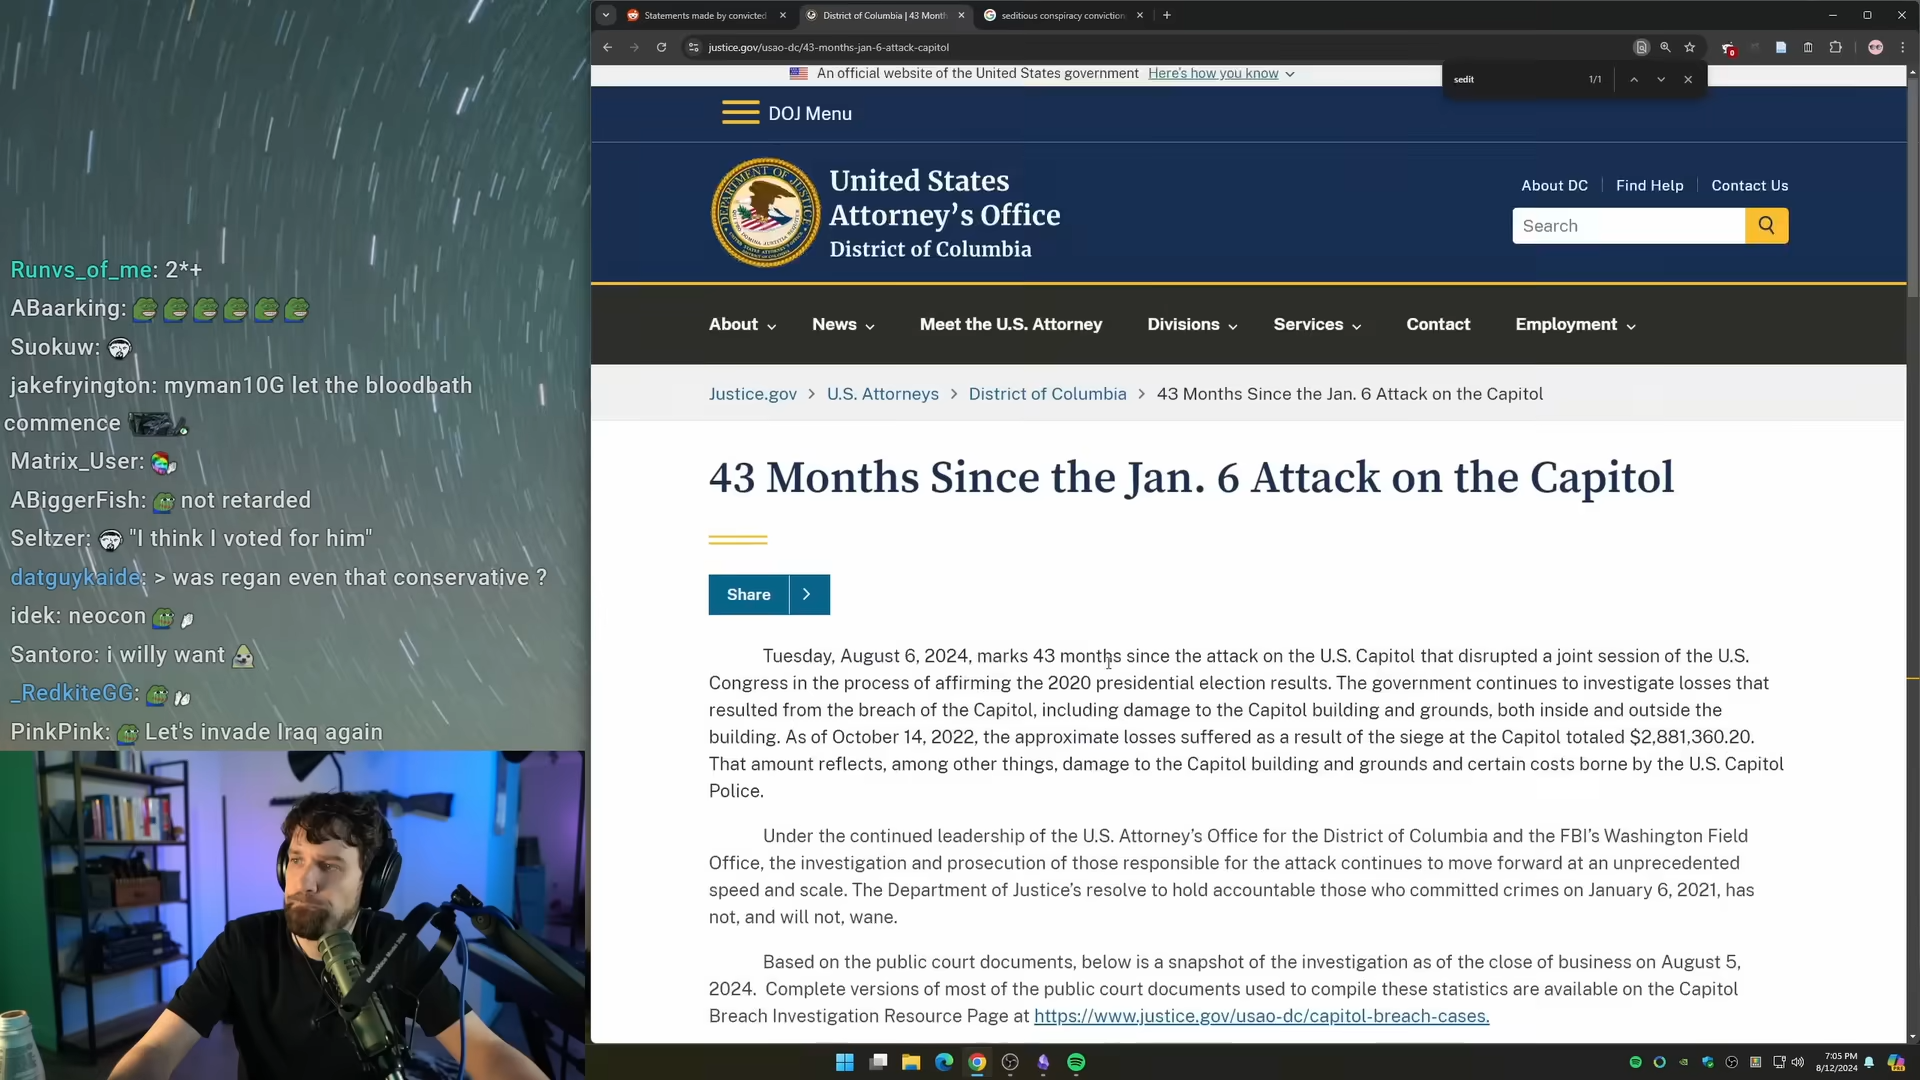 Statements made by convicted
District of Columbia | 43 Mont
seditious conspiracy conviction
justice.gov/usao-dc/43-months-jan-6-attack-capitol
sedit
1/1
An official website of the United States government Here's how you know
DOJ Menu
United States
Attorney's Office
District of Columbia
About DC
Find Help
Contact Us
Search
About
News
Meet the U.S. Attorney
Divisions
Services
Contact
Employment
Justice.gov > U.S. Attorneys > District of Columbia > 43 Months Since the Jan. 6 Attack on the Capitol
43 Months Since the Jan. 6 Attack on the Capitol
Share
Tuesday, August 6, 2024, marks 43 months since the attack on the U.S. Capitol that disrupted a joint session of the U.S.
Congress in the process of affirming the 2020 presidential election results. The government continues to investigate losses that
resulted from the breach of the Capitol, including damage to the Capitol building and grounds, both inside and outside the
building. As of October 14, 2022, the approximate losses suffered as a result of the siege at the Capitol totaled $2,881,360.20.
That amount reflects, among other things, damage to the Capitol building and grounds and certain costs borne by the U.S. Capitol
Police.
Under the continued leadership of the U.S. Attorney's Office for the District of Columbia and the FBI's Washington Field
Office, the investigation and prosecution of those responsible for the attack continues to move forward at an unprecedented
speed and scale. The Department of Justice's resolve to hold accountable those who committed crimes on January 6, 2021, has
not, and will not, wane.
Based on the public court documents, below is a snapshot of the investigation as of the close of business on August 5,
2024. Complete versions of most of the public court documents used to compile these statistics are available on the Capitol
Breach Investigation Resource Page at https://www.justice.gov/usao-dc/capitol-breach-cases.
Runvs_of_me: 2*+
ABaarking:
Suokuw:
jakefryington: myman10G let the bloodbath
commence
Matrix_User:
ABiggerFish: not retarded
Seltzer: "I think I voted for him"
datguykaide: > was regan even that conservative ?
idek: neocon
Santoro: i willy want
_RedkiteGG:
PinkPink: Let's invade Iraq again
7:05 PM
8/12/2024